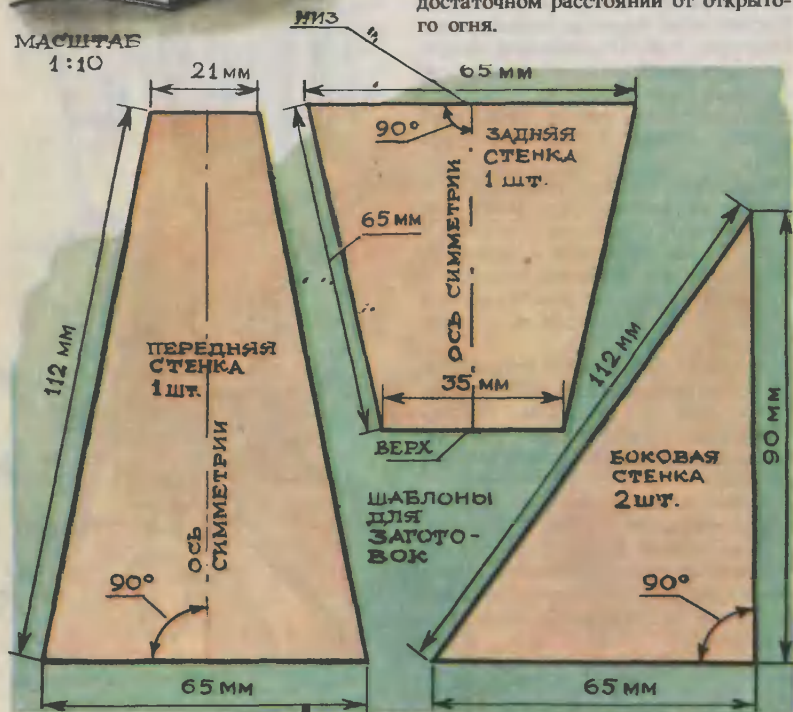 достаточном расстоянии от открыто-
го огня.
МАСШТАБ
1:10
21 мм
112 мм
ПЕРЕДНЯЯ
СТЕНКА
1 шт.
ОСЬ
СИММЕТРИИ
90°
65 мм
НИЗ
65 мм
90°
ЗАДНЯЯ
СТЕНКА
1 шт.
65 мм
ОСЬ СИММЕТРИИ
35 мм
ВЕРХ
ШАБЛОНЫ
ДЛЯ
ЗАГОТО-
ВОК
112 мм
90 мм
БОКОВАЯ
СТЕНКА
2 шт.
90°
65 мм